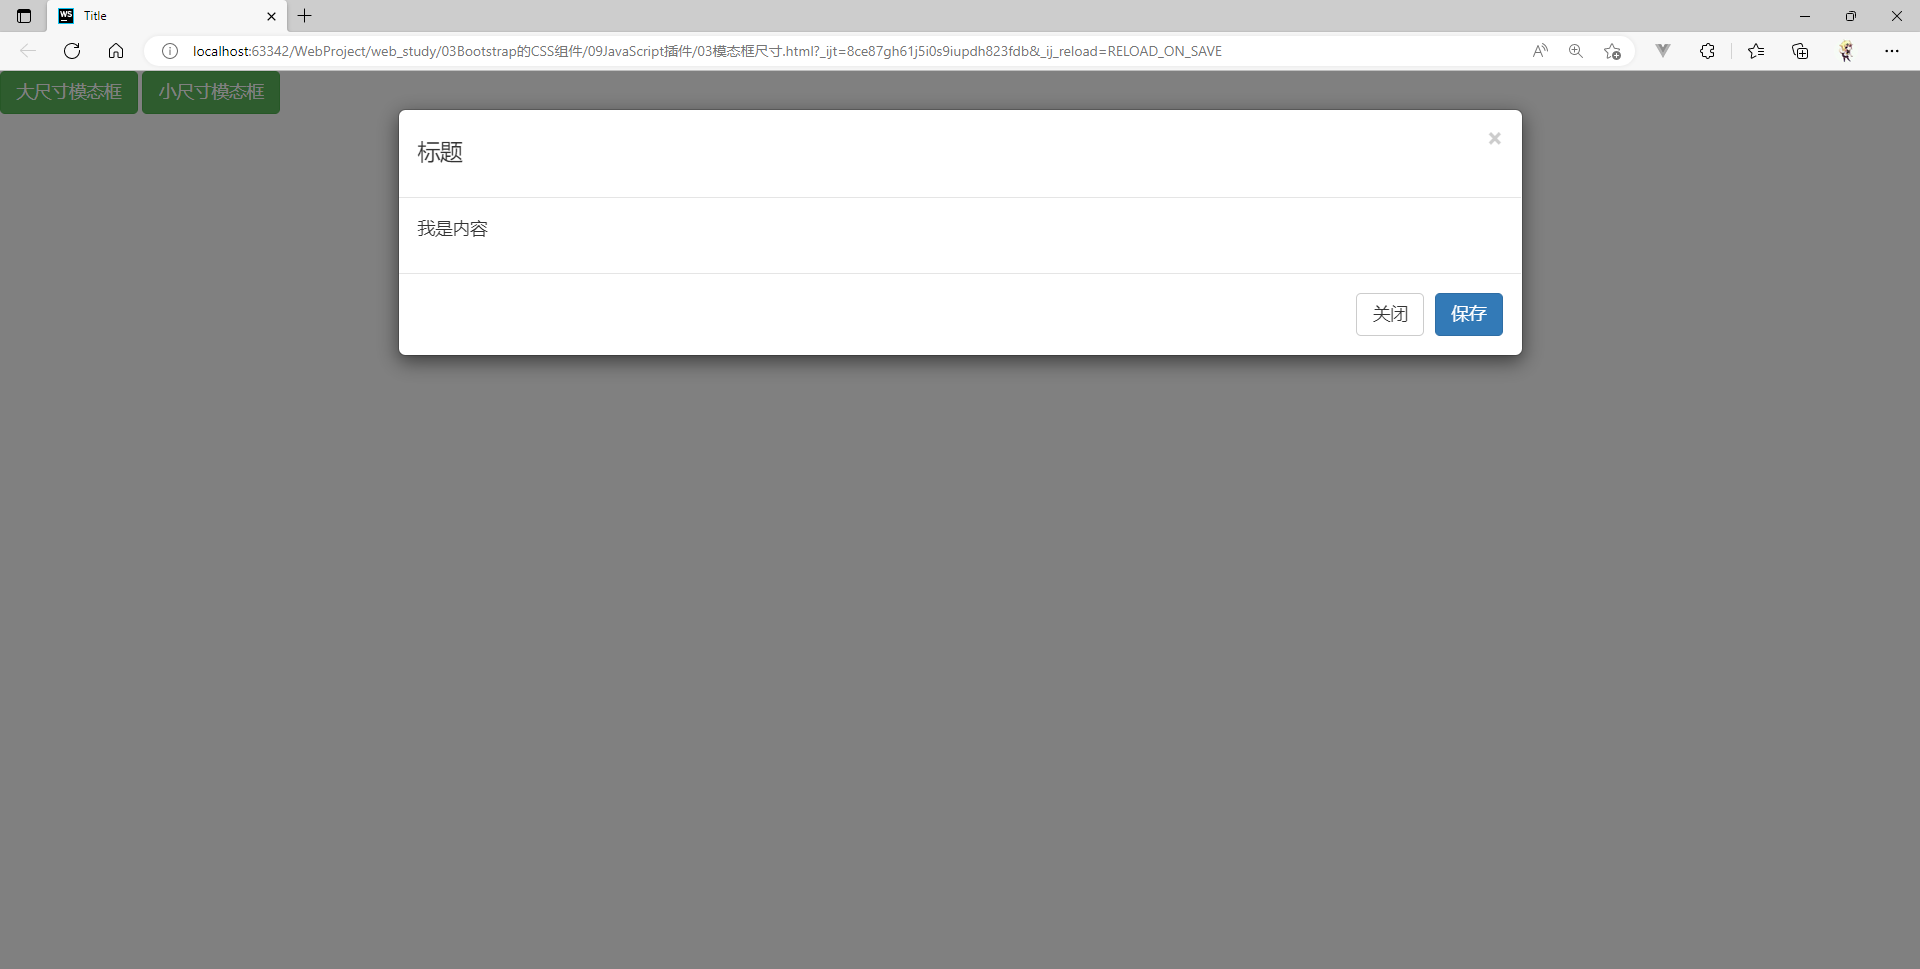 WS Title
localhost:63342/WebProject/web_study/03Bootstrap的CSS组件/09JavaScript插件/03模态框尺寸.html?_ijt=8ce87gh61j5i0s9iupdh823fdb&_ij_reload=RELOAD_ON_SAVE
大尺寸模态框 小尺寸模态框
标题 ×
我是内容
关闭 保存